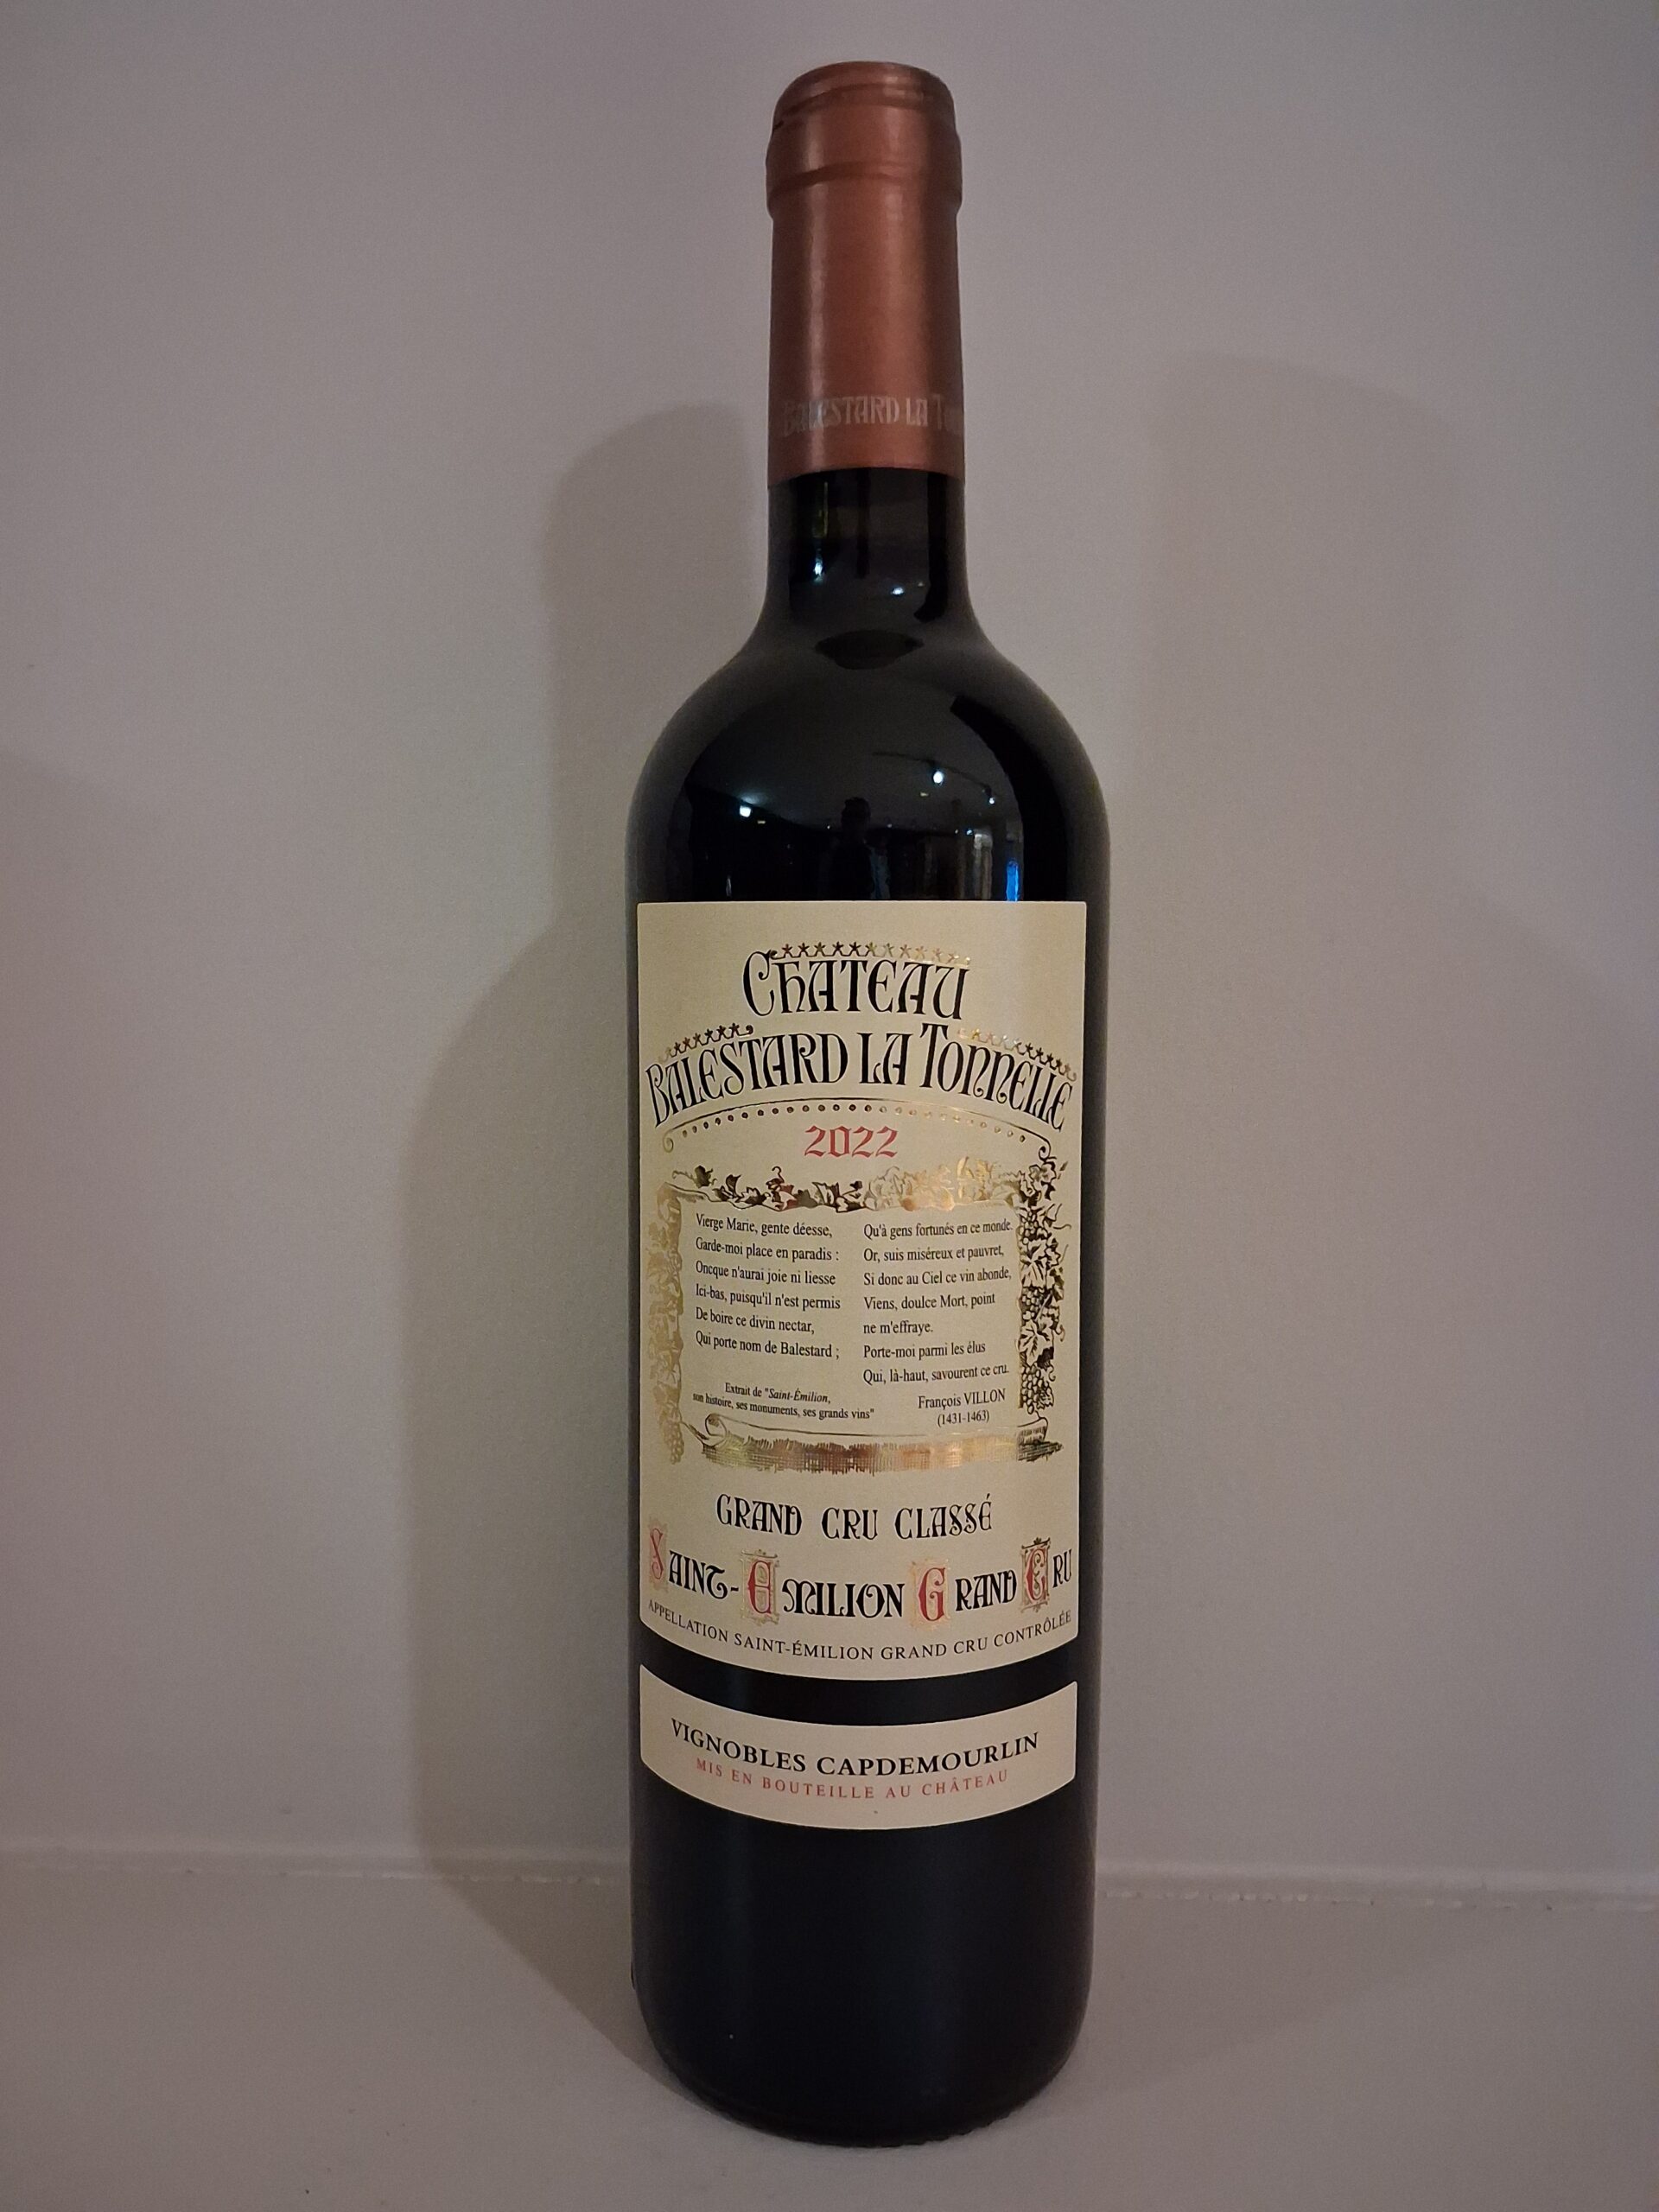 BALESTARD LA
CHATEAU
BALESTARD LA TONNELLE
2022
Vierge Marie, gente déesse,
Garde-moi place en paradis :
Oncque n'aurai joie ni liesse
Ici-bas, puisqu'il n'est permis
De boire ce divin nectar,
Qui porte nom de Balestard ;
Qu'à gens fortunés en ce monde.
Or, suis miséreux et pauvret,
Si donc au Ciel ce vin abonde,
Viens, doulce Mort, point
ne m'effraye.
Porte-moi parmi les élus
Qui, là-haut, savourent ce cru.
Extrait de "Saint-Émilion,
son histoire, ses monuments, ses grands vins"
François VILLON
(1431-1463)
GRAND CRU CLASSÉ
SAINT-EMILION GRAND CRU
APPELLATION SAINT-ÉMILION GRAND CRU CONTRÔLÉE
VIGNOBLES CAPDEMOURLIN
MIS EN BOUTEILLE AU CHÂTEAU